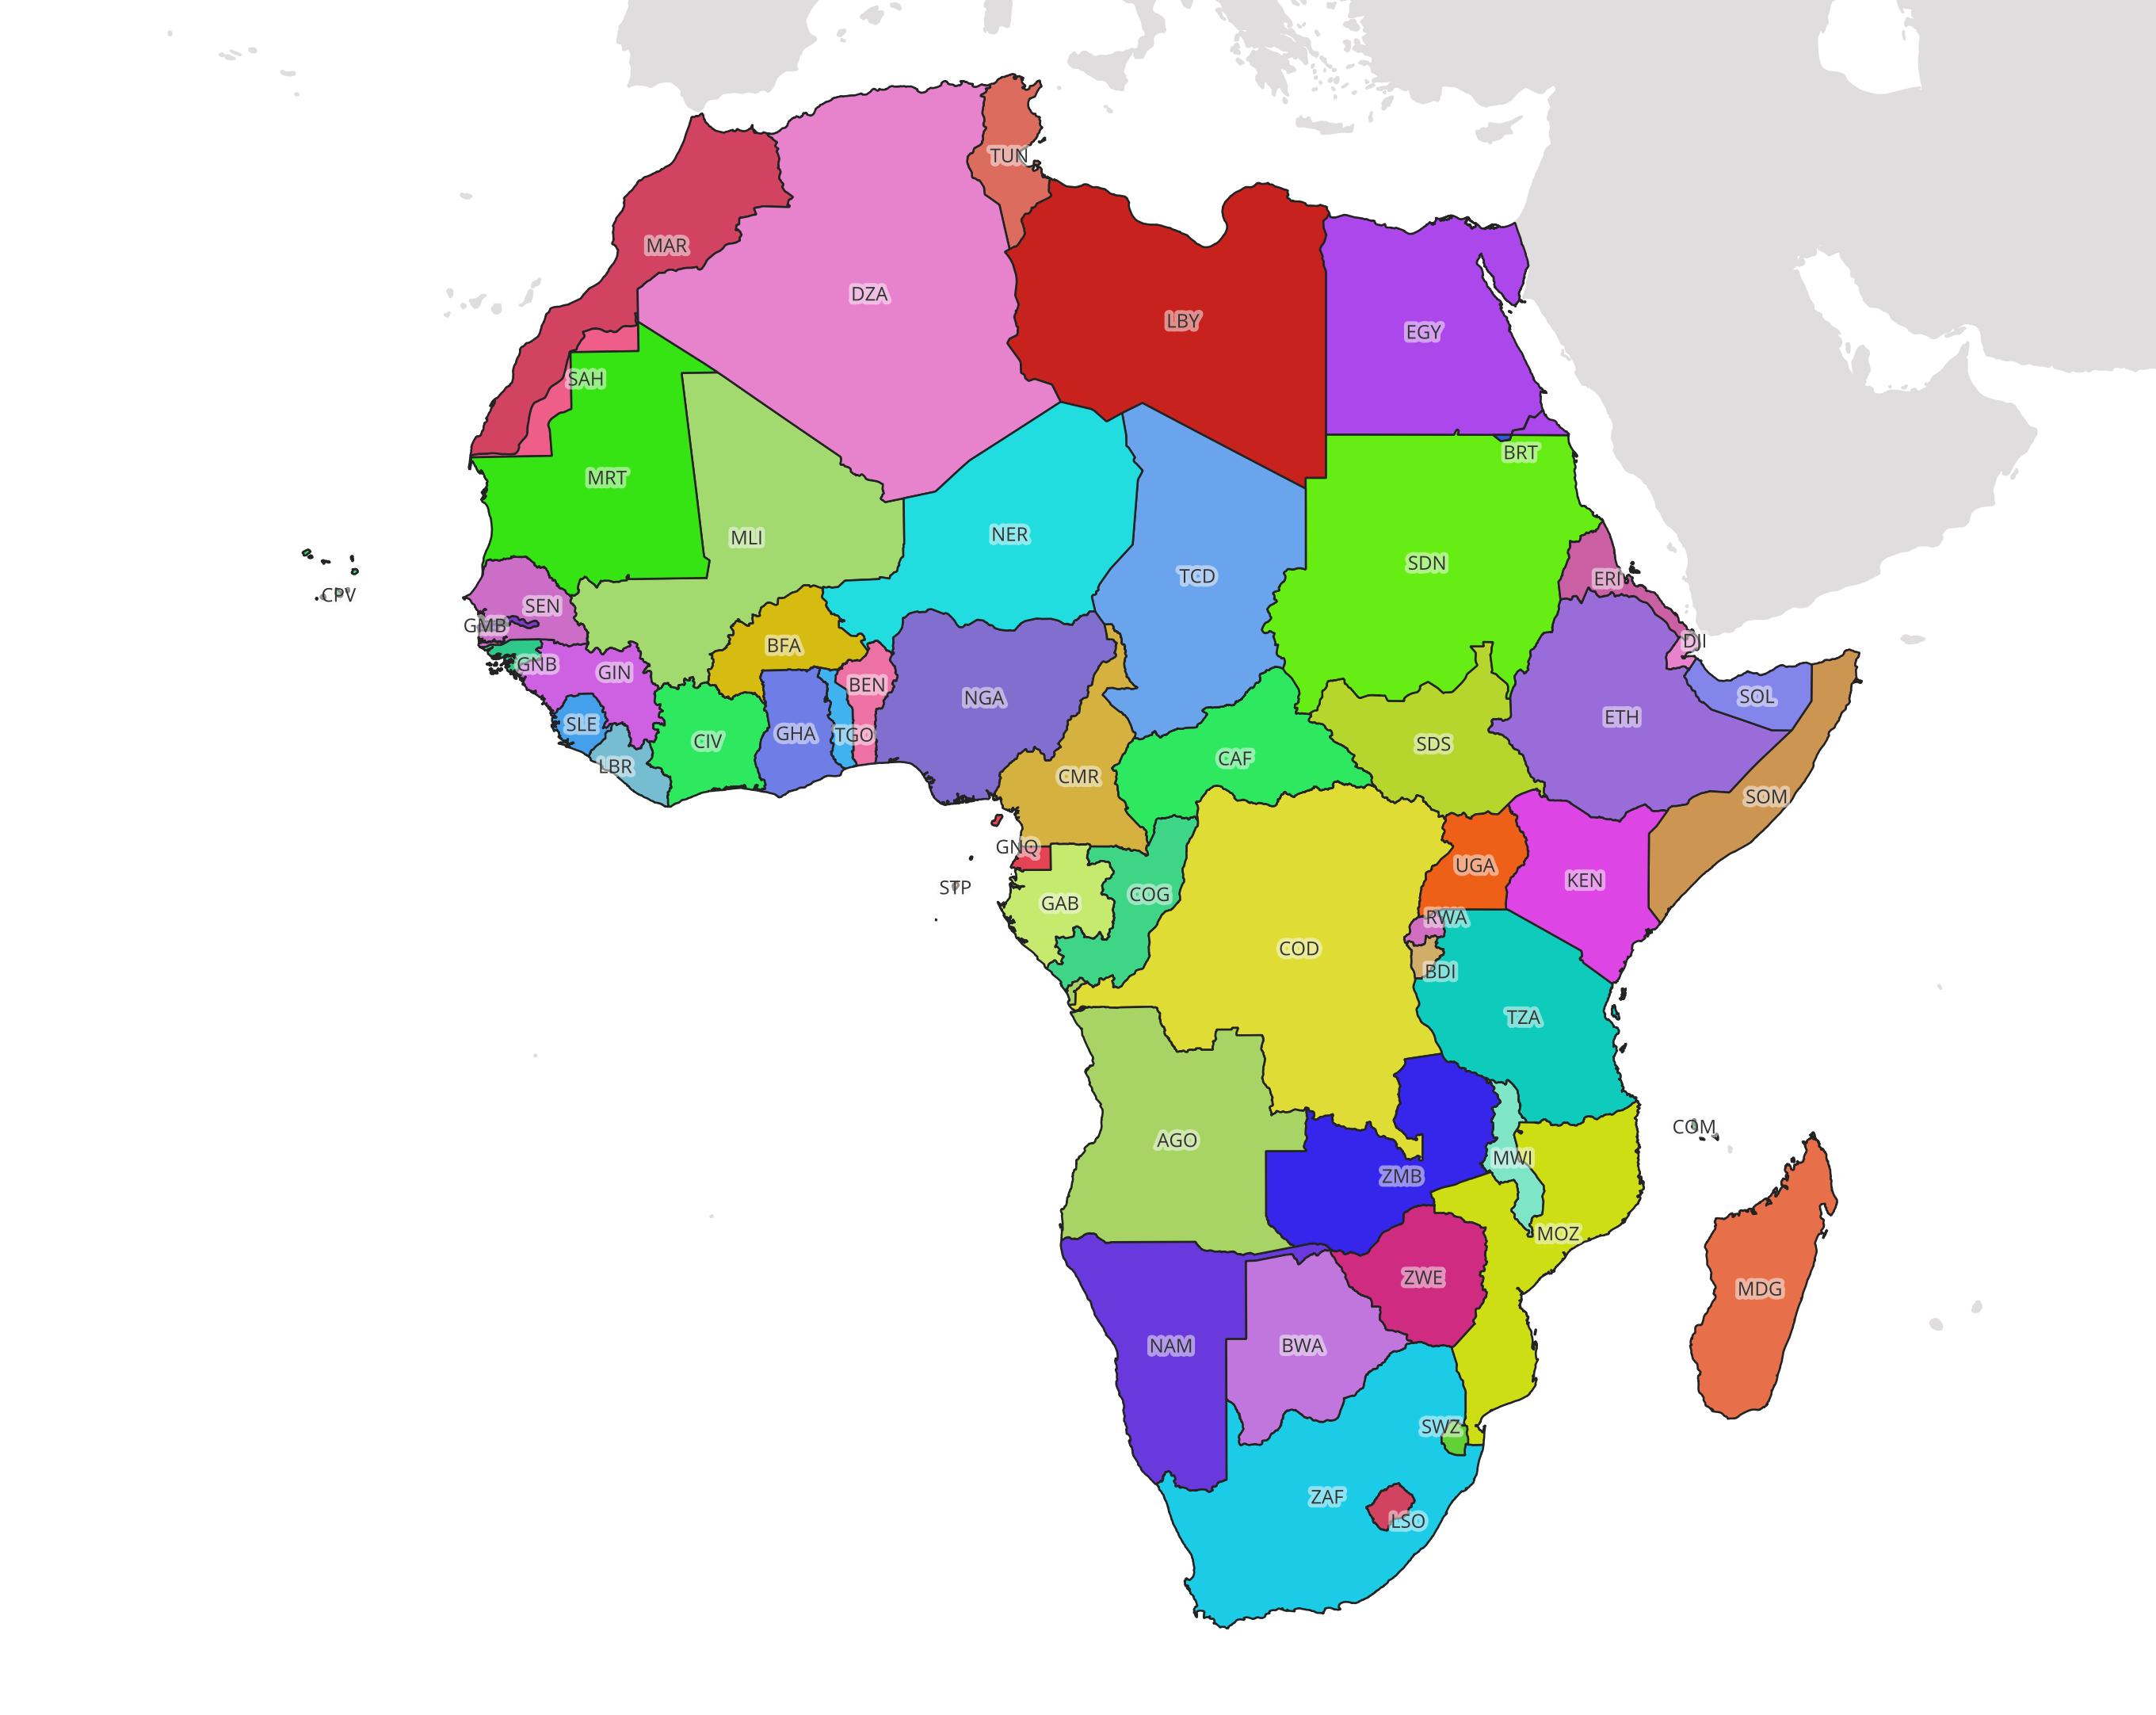 TUN
MAR
DZA
LBY
EGY
SAH
BRT
MRT
MLI
NER
TCD
SDN
ERI
CPV
SEN
GMB
DJI
BFA
GNB
GIN
BEN
NGA
SOL
ETH
SLE
GHA
TGO
CIV
SDS
CAF
LBR
CMR
SOM
GNQ
UGA
KEN
STP
COG
GAB
RWA
COD
BDI
TZA
COM
AGO
MWI
ZMB
MOZ
ZWE
MDG
NAM
BWA
SWZ
ZAF
LSO